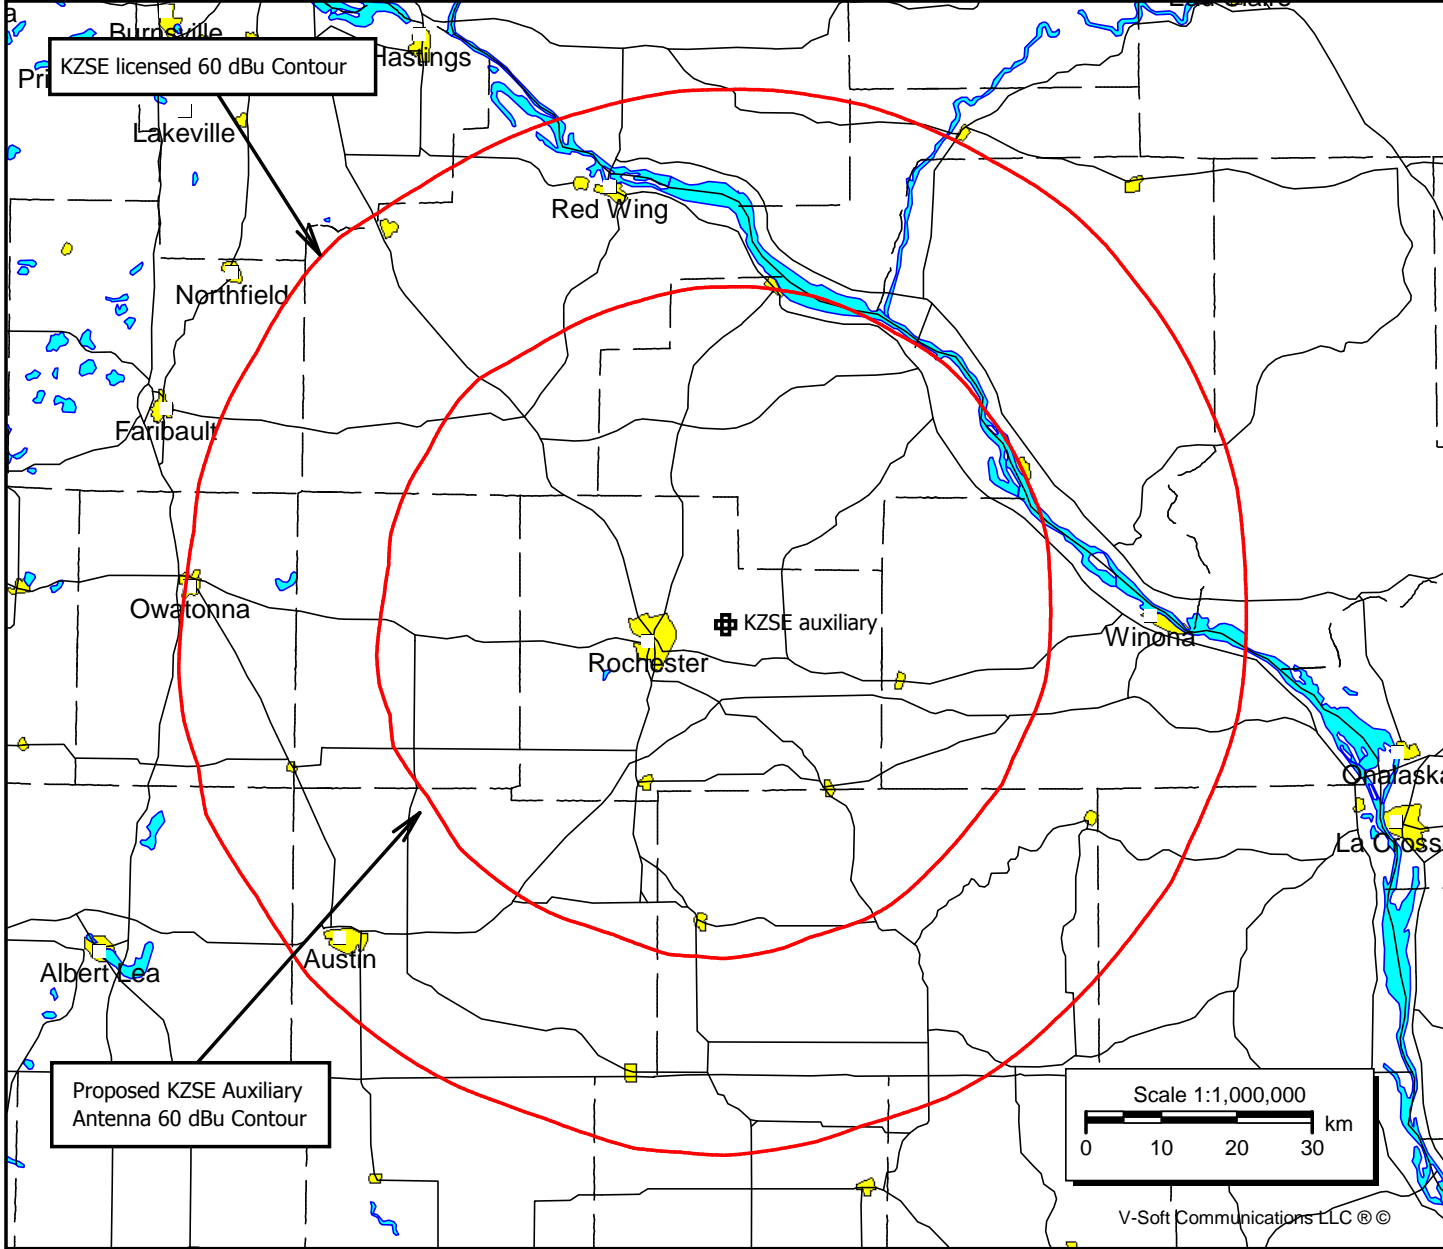 Burnsville
Hastings
KZSE licensed 60 dBu Contour
Lakeville
Red Wing
Northfield
Faribault
Owatonna
KZSE auxiliary
Rochester
Winona
Onalaska
La Cross
Albert Lea
Austin
Proposed KZSE Auxiliary
Antenna 60 dBu Contour
Scale 1:1,000,000
km
0 10 20 30
V-Soft Communications LLC ® ©